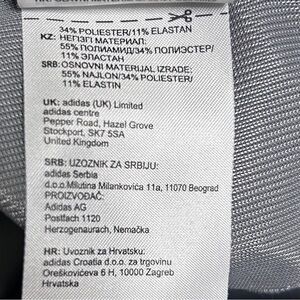 34% POLIESTER/11% ELASTAN
KZ: НЕГІЗГІ МАТЕРИАЛ:
55% ПОЛИАМИД/34% ПОЛИЭСТЕР/
11% ЭЛАСТАН
SRB: OSNOVNI MATERIJAL IZRADE:
55% NAJLON/34% POLIESTER/
11% ELASTIN
UK: adidas (UK) Limited
adidas centre
Pepper Road, Hazel Grove
Stockport, SK7 5SA
United Kingdom
SRB: UZOZNIK ZA SRBIJU:
adidas Serbia
d.o.o.Milutina Milankovića 11a, 11070 Beograd
PROIZVOĐAČ:
Adidas AG
Postfach 1120
Herzogenaurach, Nemačka
HR: Uvoznik za
Hrvatsku:
adidas Croatia d.o.o. za trgovinu
Oreškovićeva 6 H, 10000 Zagreb
Hrvatska